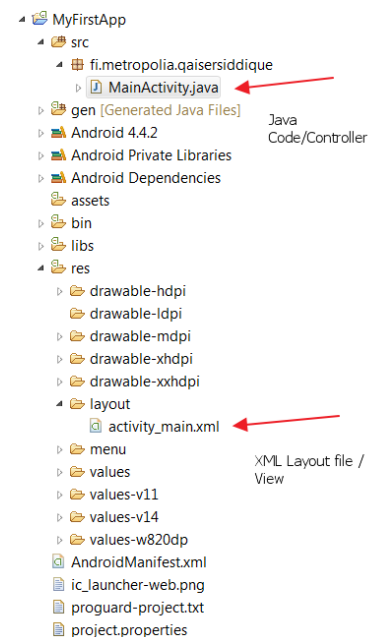 MyFirstApp
src
fi.metropolia.qaisersiddique
MainActivity.java
gen [Generated Java Files]
Java
Code/Controller
Android 4.4.2
Android Private Libraries
Android Dependencies
assets
bin
libs
res
drawable-hdpi
drawable-ldpi
drawable-mdpi
drawable-xhdpi
drawable-xxhdpi
layout
activity_main.xml
menu
XML Layout file /
View
values
values-v11
values-v14
values-w820dp
AndroidManifest.xml
ic_launcher-web.png
proguard-project.txt
project.properties